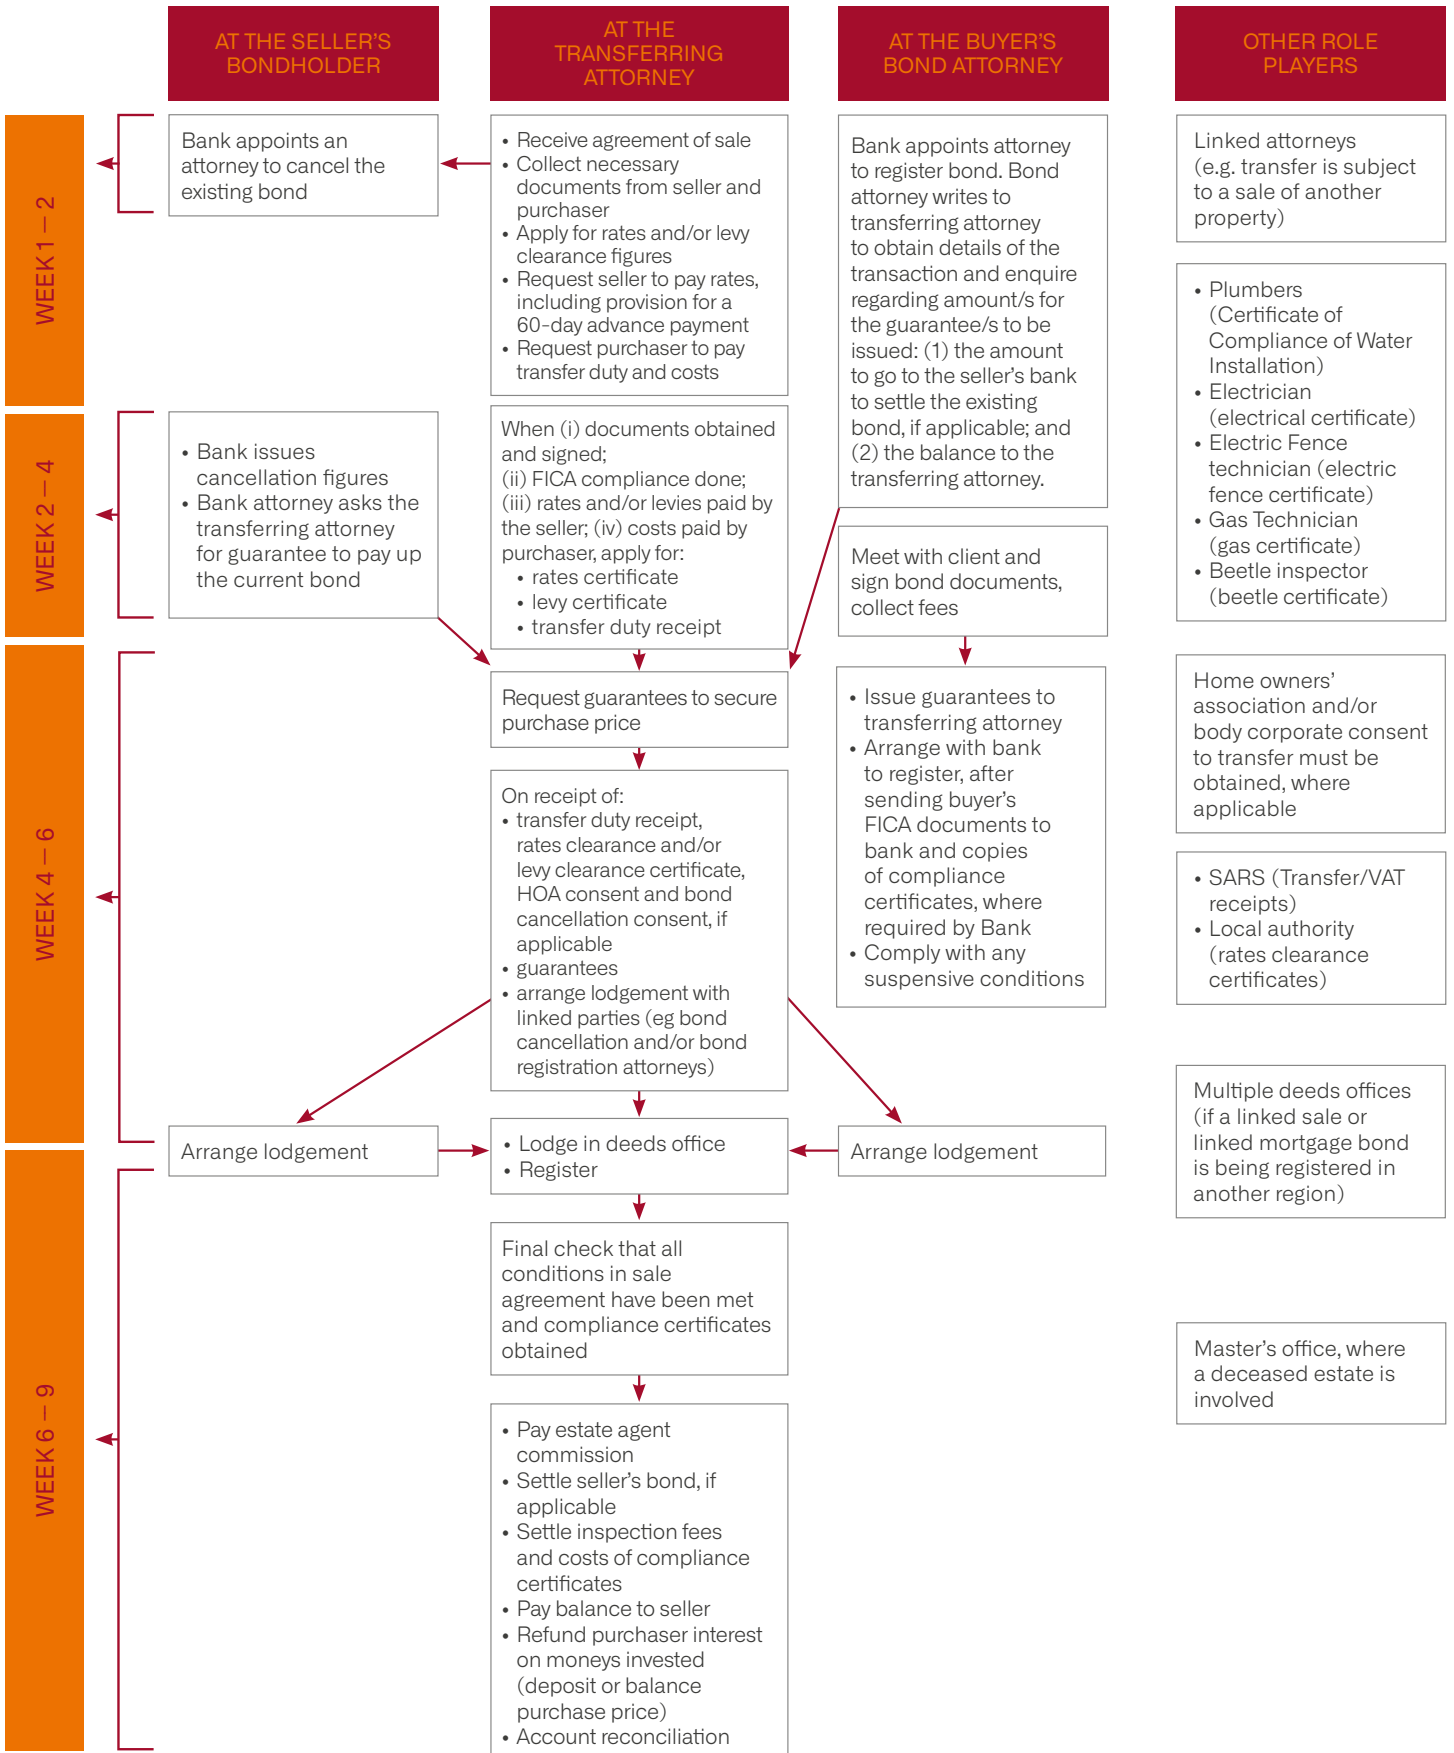 AT THE SELLER’S
BONDHOLDER
AT THE
TRANSFERRING
ATTORNEY
AT THE BUYER’S
BOND ATTORNEY
OTHER ROLE
PLAYERS
WEEK 1 – 2
Bank appoints an
attorney to cancel the
existing bond
• Receive agreement of sale
• Collect necessary
documents from seller and
purchaser
• Apply for rates and/or levy
clearance figures
• Request seller to pay rates,
including provision for a
60-day advance payment
• Request purchaser to pay
transfer duty and costs
Bank appoints attorney
to register bond. Bond
attorney writes to
transferring attorney
to obtain details of the
transaction and enquire
regarding amount/s for
the guarantee/s to be
issued: (1) the amount
to go to the seller’s bank
to settle the existing
bond, if applicable; and
(2) the balance to the
transferring attorney.
Linked attorneys
(e.g. transfer is subject
to a sale of another
property)
• Plumbers
(Certificate of
Compliance of Water
Installation)
• Electrician
(electrical certificate)
• Electric Fence
technician (electric
fence certificate)
• Gas Technician
(gas certificate)
• Beetle inspector
(beetle certificate)
WEEK 2 – 4
• Bank issues
cancellation figures
• Bank attorney asks the
transferring attorney
for guarantee to pay up
the current bond
When (i) documents obtained
and signed;
(ii) FICA compliance done;
(iii) rates and/or levies paid by
the seller; (iv) costs paid by
purchaser, apply for:
• rates certificate
• levy certificate
• transfer duty receipt
Meet with client and
sign bond documents,
collect fees
WEEK 4 – 6
Request guarantees to secure
purchase price
On receipt of:
• transfer duty receipt,
rates clearance and/or
levy clearance certificate,
HOA consent and bond
cancellation consent, if
applicable
• guarantees
• arrange lodgement with
linked parties (eg bond
cancellation and/or bond
registration attorneys)
• Issue guarantees to
transferring attorney
• Arrange with bank
to register, after
sending buyer’s
FICA documents to
bank and copies
of compliance
certificates, where
required by Bank
• Comply with any
suspensive conditions
Home owners’
association and/or
body corporate consent
to transfer must be
obtained, where
applicable
• SARS (Transfer/VAT
receipts)
• Local authority
(rates clearance
certificates)
Multiple deeds offices
(if a linked sale or
linked mortgage bond
is being registered in
another region)
Arrange lodgement
• Lodge in deeds office
• Register
Arrange lodgement
WEEK 6 – 9
Final check that all
conditions in sale
agreement have been met
and compliance certificates
obtained
Master’s office, where
a deceased estate is
involved
• Pay estate agent
commission
• Settle seller’s bond, if
applicable
• Settle inspection fees
and costs of compliance
certificates
• Pay balance to seller
• Refund purchaser interest
on moneys invested
(deposit or balance
purchase price)
• Account reconciliation